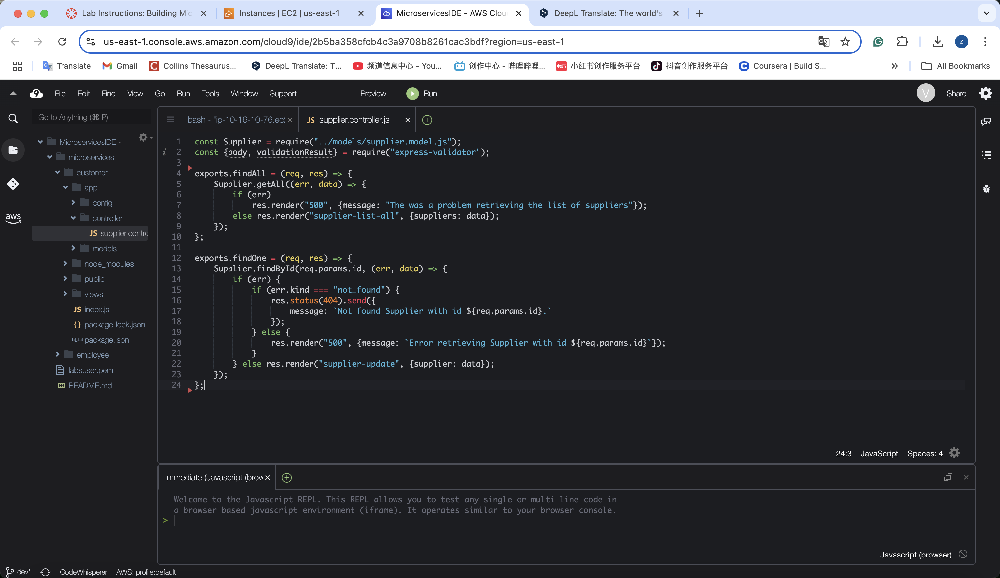 Lab Instructions: Building Mic
Instances | EC2 | us-east-1
MicroservicesIDE - AWS Clou
DeepL Translate: The world's
us-east-1.console.aws.amazon.com/cloud9/ide/2b5ba358cfcb4c3a9708b8261cac3bdf?region=us-east-1
z
Translate
Gmail
Collins Thesaurus...
DeepL Translate: T...
频道信息中心 - You...
创作中心 - 哔哩哔哩...
小红书创作服务平台
抖音创作服务平台
Coursera | Build S...
All Bookmarks
File Edit Find View Go Run Tools Window Support Preview Run
V
Share
Go to Anything (⌘ P)
bash - "ip-10-16-10-76.ec2
JS supplier.controller.js
MicroservicesIDE -
microservices
customer
app
config
controller
JS supplier.contro
models
node_modules
public
views
JS index.js
{} package-lock.json
package.json
employee
labsuser.pem
README.md
aws
1 const Supplier = require("../models/supplier.model.js");
i 2 const {body, validationResult} = require("express-validator");
3
4 exports.findAll = (req, res) => {
5 Supplier.getAll((err, data) => {
6 if (err)
7 res.render("500", {message: "The was a problem retrieving the list of suppliers"});
8 else res.render("supplier-list-all", {suppliers: data});
9 });
10 };
11
12 exports.findOne = (req, res) => {
13 Supplier.findById(req.params.id, (err, data) => {
14 if (err) {
15 if (err.kind === "not_found") {
16 res.status(404).send({
17 message: `Not found Supplier with id ${req.params.id}.`
18 });
19 } else {
20 res.render("500", {message: `Error retrieving Supplier with id ${req.params.id}`});
21 }
22 } else res.render("supplier-update", {supplier: data});
23 });
24 };
24:3 JavaScript Spaces: 4
Immediate (Javascript (brow
Welcome to the Javascript REPL. This REPL allows you to test any single or multi line code in
a browser based javascript environment (iframe). It operates similar to your browser console.
>
Javascript (browser)
dev* CodeWhisperer AWS: profile:default